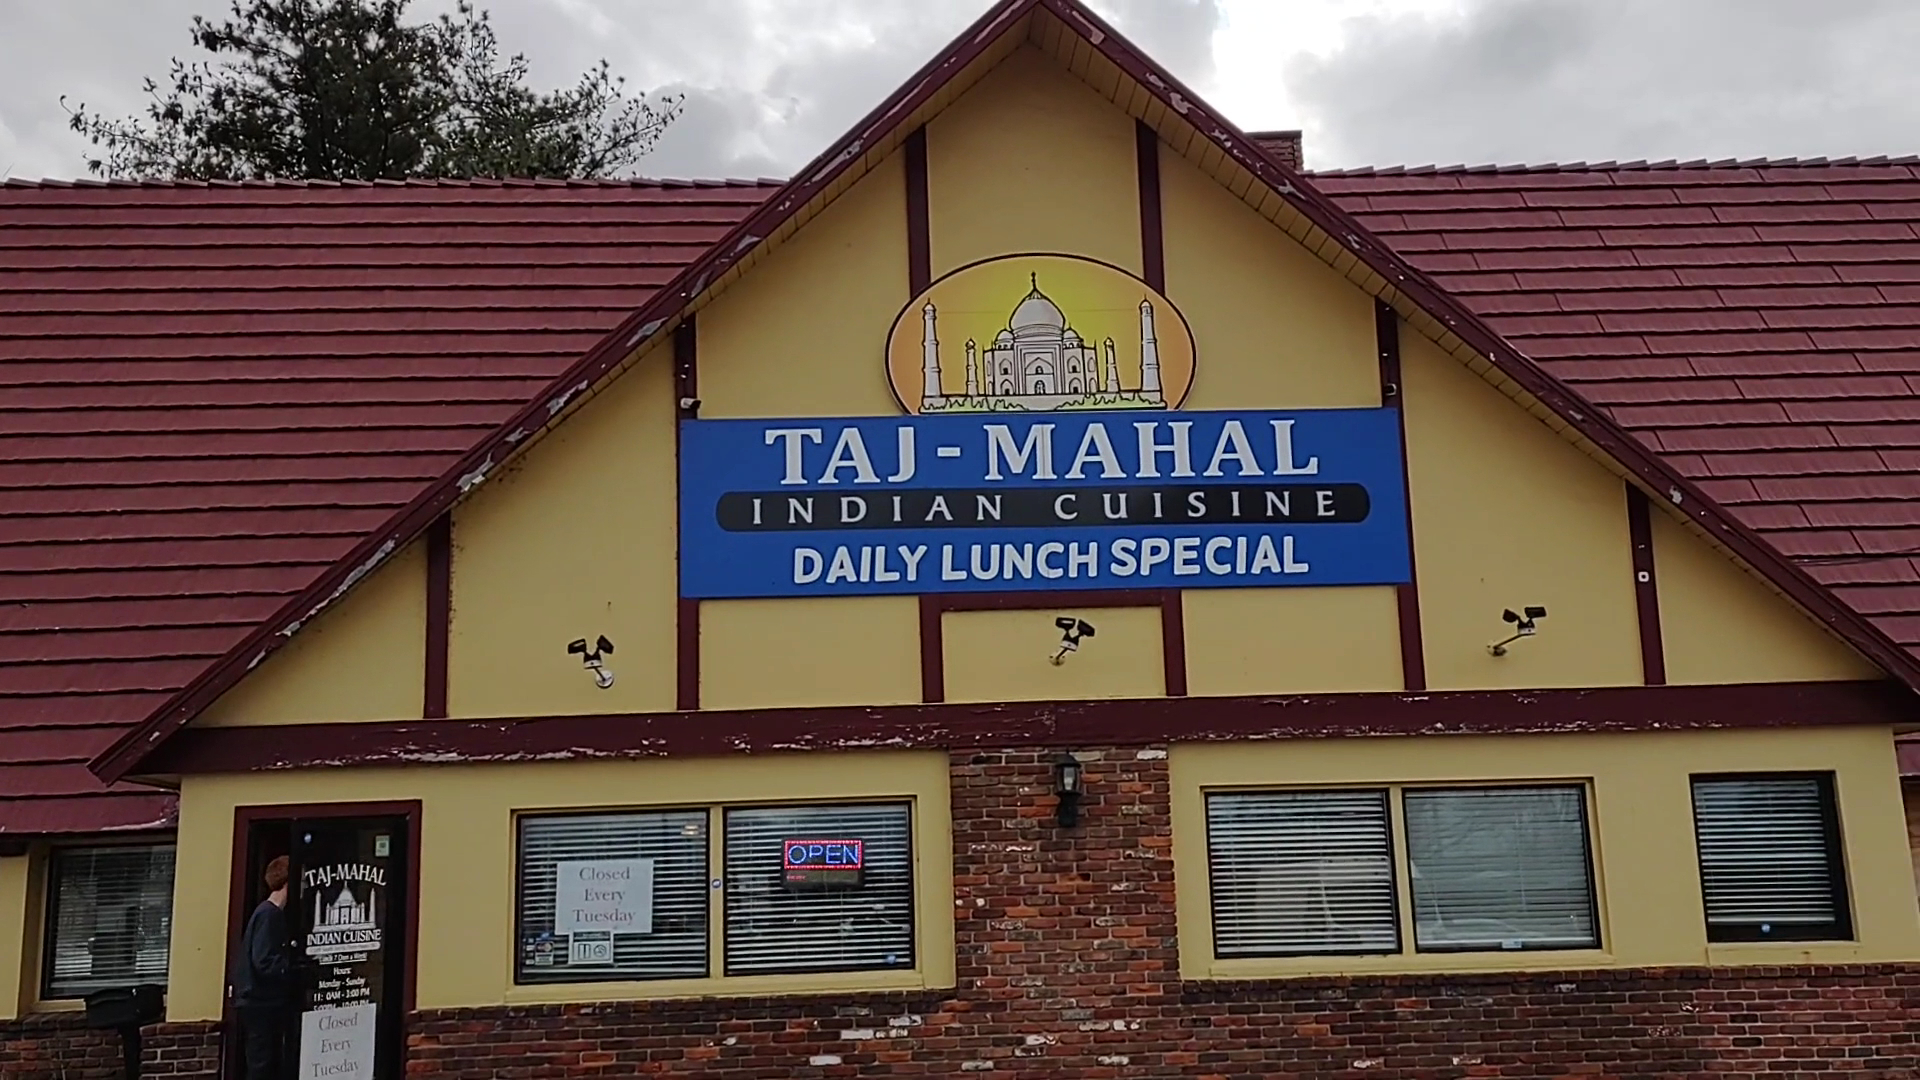 TAJ-MAHAL
INDIAN CUISINE
DAILY LUNCH SPECIAL
OPEN
Closed
Every
Tuesday
TAJ-MAHAL
INDIAN CUISINE
Hours:
Monday - Sunday
Closed
Every
Tuesday